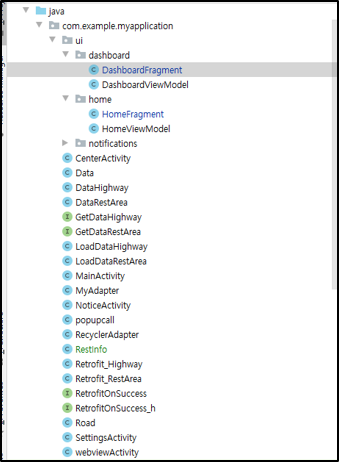 java
com.example.myapplication
ui
dashboard
DashboardFragment
DashboardViewModel
home
HomeFragment
HomeViewModel
notifications
CenterActivity
Data
DataHighway
DataRestArea
GetDataHighway
GetDataRestArea
LoadDataHighway
LoadDataRestArea
MainActivity
MyAdapter
NoticeActivity
popupcall
RecyclerAdapter
RestInfo
Retrofit_Highway
Retrofit_RestArea
RetrofitOnSuccess
RetrofitOnSuccess_h
Road
SettingsActivity
webviewActivity